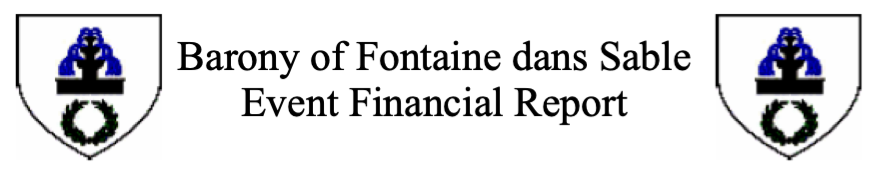 Barony of Fontaine dans Sable
Event Financial Report